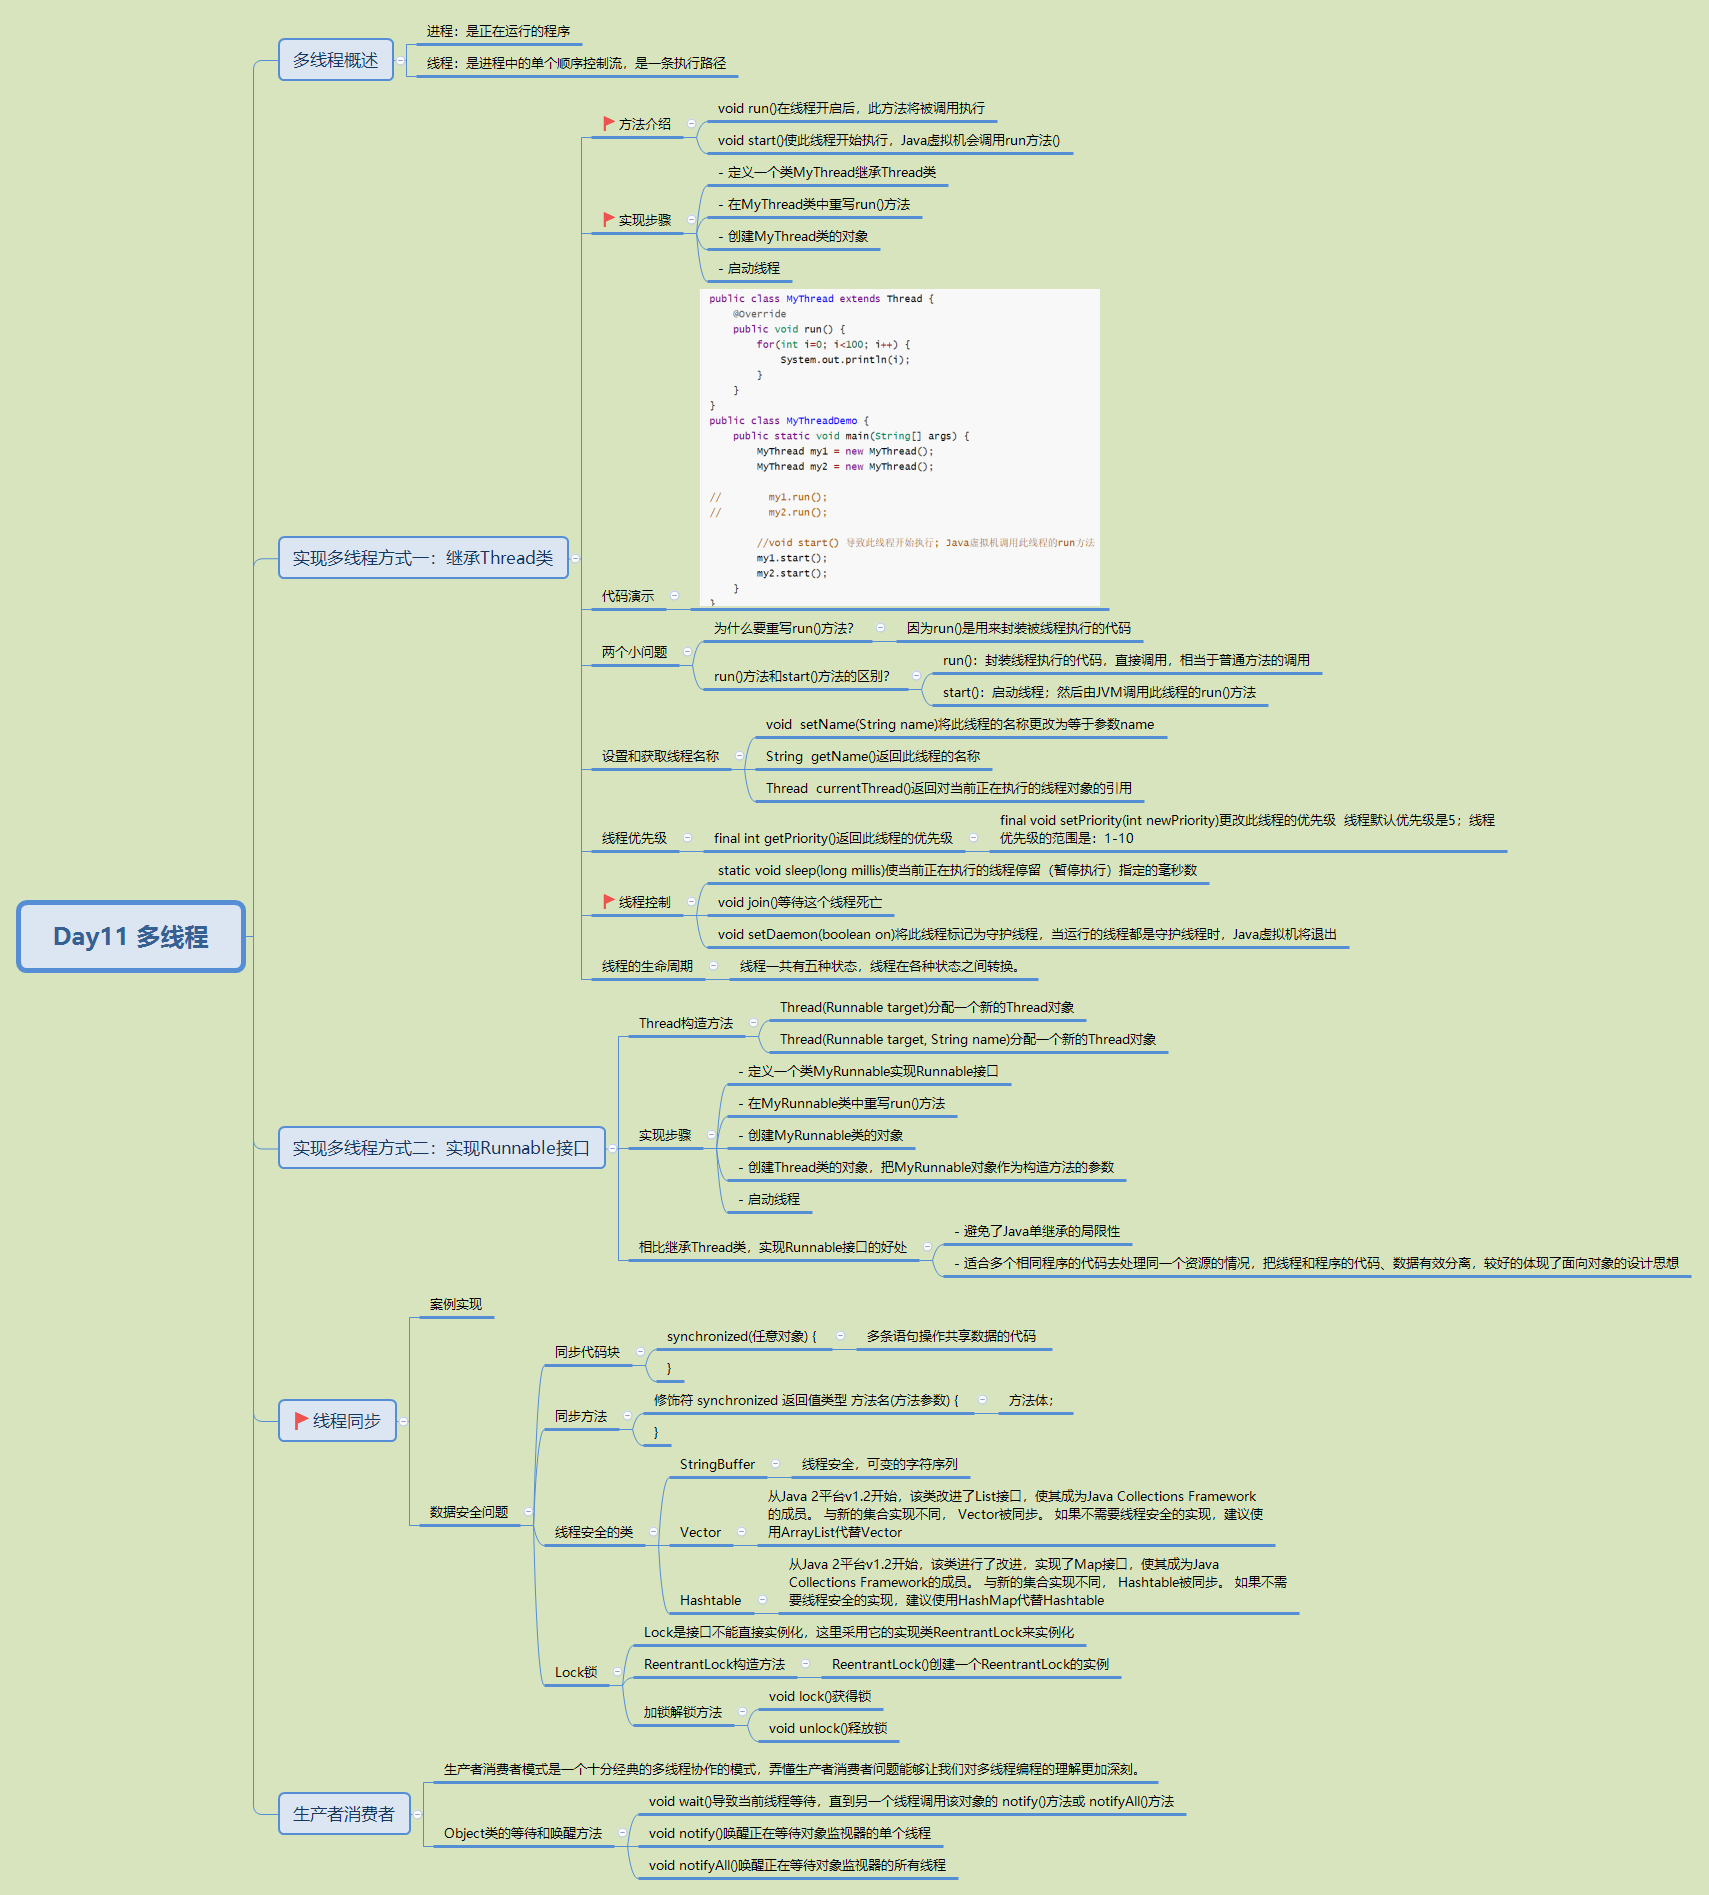 Day11 多线程
多线程概述
进程：是正在运行的程序
线程：是进程中的单个顺序控制流，是一条执行路径
实现多线程方式一：继承Thread类
方法介绍
void run()在线程开启后，此方法将被调用执行
void start()使此线程开始执行，Java虚拟机会调用run方法()
实现步骤
- 定义一个类MyThread继承Thread类
- 在MyThread类中重写run()方法
- 创建MyThread类的对象
- 启动线程
代码演示
public class MyThread extends Thread {
@Override
public void run() {
for(int i=0; i<100; i++) {
System.out.println(i);
}
}
}
public class MyThreadDemo {
public static void main(String[] args) {
MyThread my1 = new MyThread();
MyThread my2 = new MyThread();
// my1.run();
// my2.run();
//void start() 导致此线程开始执行; Java虚拟机调用此线程的run方法
my1.start();
my2.start();
}
}
两个小问题
为什么要重写run()方法？
因为run()是用来封装被线程执行的代码
run()方法和start()方法的区别？
run()：封装线程执行的代码，直接调用，相当于普通方法的调用
start()：启动线程；然后由JVM调用此线程的run()方法
设置和获取线程名称
void  setName(String name)将此线程的名称更改为等于参数name
String  getName()返回此线程的名称
Thread  currentThread()返回对当前正在执行的线程对象的引用
线程优先级
final int getPriority()返回此线程的优先级
final void setPriority(int newPriority)更改此线程的优先级  线程默认优先级是5；线程
优先级的范围是：1-10
线程控制
static void sleep(long millis)使当前正在执行的线程停留（暂停执行）指定的毫秒数
void join()等待这个线程死亡
void setDaemon(boolean on)将此线程标记为守护线程，当运行的线程都是守护线程时，Java虚拟机将退出
线程的生命周期
线程一共有五种状态，线程在各种状态之间转换。
实现多线程方式二：实现Runnable接口
Thread构造方法
Thread(Runnable target)分配一个新的Thread对象
Thread(Runnable target, String name)分配一个新的Thread对象
实现步骤
- 定义一个类MyRunnable实现Runnable接口
- 在MyRunnable类中重写run()方法
- 创建MyRunnable类的对象
- 创建Thread类的对象，把MyRunnable对象作为构造方法的参数
- 启动线程
相比继承Thread类，实现Runnable接口的好处
- 避免了Java单继承的局限性
- 适合多个相同程序的代码去处理同一个资源的情况，把线程和程序的代码、数据有效分离，较好的体现了面向对象的设计思想
线程同步
案例实现
数据安全问题
同步代码块
synchronized(任意对象) {
多条语句操作共享数据的代码
}
同步方法
修饰符 synchronized 返回值类型 方法名(方法参数) {
方法体；
}
线程安全的类
StringBuffer
线程安全，可变的字符序列
Vector
从Java 2平台v1.2开始，该类改进了List接口，使其成为Java Collections Framework
的成员。 与新的集合实现不同， Vector被同步。 如果不需要线程安全的实现，建议使
用ArrayList代替Vector
Hashtable
从Java 2平台v1.2开始，该类进行了改进，实现了Map接口，使其成为Java
Collections Framework的成员。 与新的集合实现不同， Hashtable被同步。 如果不需
要线程安全的实现，建议使用HashMap代替Hashtable
Lock锁
Lock是接口不能直接实例化，这里采用它的实现类ReentrantLock来实例化
ReentrantLock构造方法
ReentrantLock()创建一个ReentrantLock的实例
加锁解锁方法
void lock()获得锁
void unlock()释放锁
生产者消费者
生产者消费者模式是一个十分经典的多线程协作的模式，弄懂生产者消费者问题能够让我们对多线程编程的理解更加深刻。
Object类的等待和唤醒方法
void wait()导致当前线程等待，直到另一个线程调用该对象的 notify()方法或 notifyAll()方法
void notify()唤醒正在等待对象监视器的单个线程
void notifyAll()唤醒正在等待对象监视器的所有线程